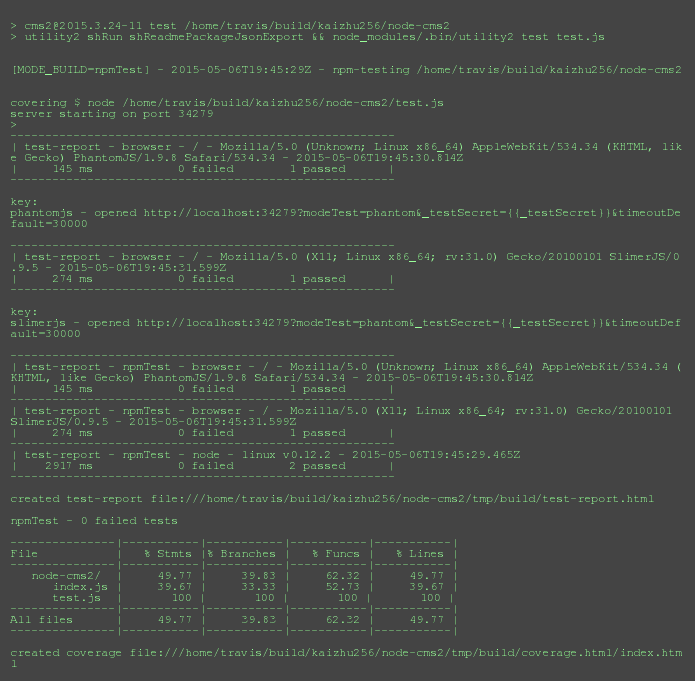 > cms2@2015.3.24-11 test /home/travis/build/kaizhu256/node-cms2
> utility2 shRun shReadmePackageJsonExport && node_modules/.bin/utility2 test test.js
[MODE_BUILD=npmTest] - 2015-05-06T19:45:29Z - npm-testing /home/travis/build/kaizhu256/node-cms2
covering $ node /home/travis/build/kaizhu256/node-cms2/test.js
server starting on port 34279
>
-------------------------------------------------------
| test-report - browser - / - Mozilla/5.0 (Unknown; Linux x86_64) AppleWebKit/534.34 (KHTML, lik
e Gecko) PhantomJS/1.9.8 Safari/534.34 - 2015-05-06T19:45:30.814Z
|     145 ms            0 failed        1 passed      |
-------------------------------------------------------
key:
phantomjs - opened http://localhost:34279?modeTest=phantom&_testSecret={{_testSecret}}&timeoutDe
fault=30000
-------------------------------------------------------
| test-report - browser - / - Mozilla/5.0 (X11; Linux x86_64; rv:31.0) Gecko/20100101 SlimerJS/0
.9.5 - 2015-05-06T19:45:31.599Z
|     274 ms            0 failed        1 passed      |
-------------------------------------------------------
key:
slimerjs - opened http://localhost:34279?modeTest=phantom&_testSecret={{_testSecret}}&timeoutDef
ault=30000
-------------------------------------------------------
| test-report - npmTest - browser - / - Mozilla/5.0 (Unknown; Linux x86_64) AppleWebKit/534.34 (
KHTML, like Gecko) PhantomJS/1.9.8 Safari/534.34 - 2015-05-06T19:45:30.814Z
|     145 ms            0 failed        1 passed      |
-------------------------------------------------------
| test-report - npmTest - browser - / - Mozilla/5.0 (X11; Linux x86_64; rv:31.0) Gecko/20100101
SlimerJS/0.9.5 - 2015-05-06T19:45:31.599Z
|     274 ms            0 failed        1 passed      |
-------------------------------------------------------
| test-report - npmTest - node - linux v0.12.2 - 2015-05-06T19:45:29.465Z
|    2917 ms            0 failed        2 passed      |
-------------------------------------------------------
created test-report file:///home/travis/build/kaizhu256/node-cms2/tmp/build/test-report.html
npmTest - 0 failed tests
---------------|-----------|-----------|-----------|-----------|
File           |   % Stmts |% Branches |   % Funcs |   % Lines |
---------------|-----------|-----------|-----------|-----------|
   node-cms2/  |     49.77 |     39.83 |     62.32 |     49.77 |
      index.js |     39.67 |     33.33 |     52.73 |     39.67 |
      test.js  |       100 |       100 |       100 |       100 |
---------------|-----------|-----------|-----------|-----------|
All files      |     49.77 |     39.83 |     62.32 |     49.77 |
---------------|-----------|-----------|-----------|-----------|
created coverage file:///home/travis/build/kaizhu256/node-cms2/tmp/build/coverage.html/index.htm
l